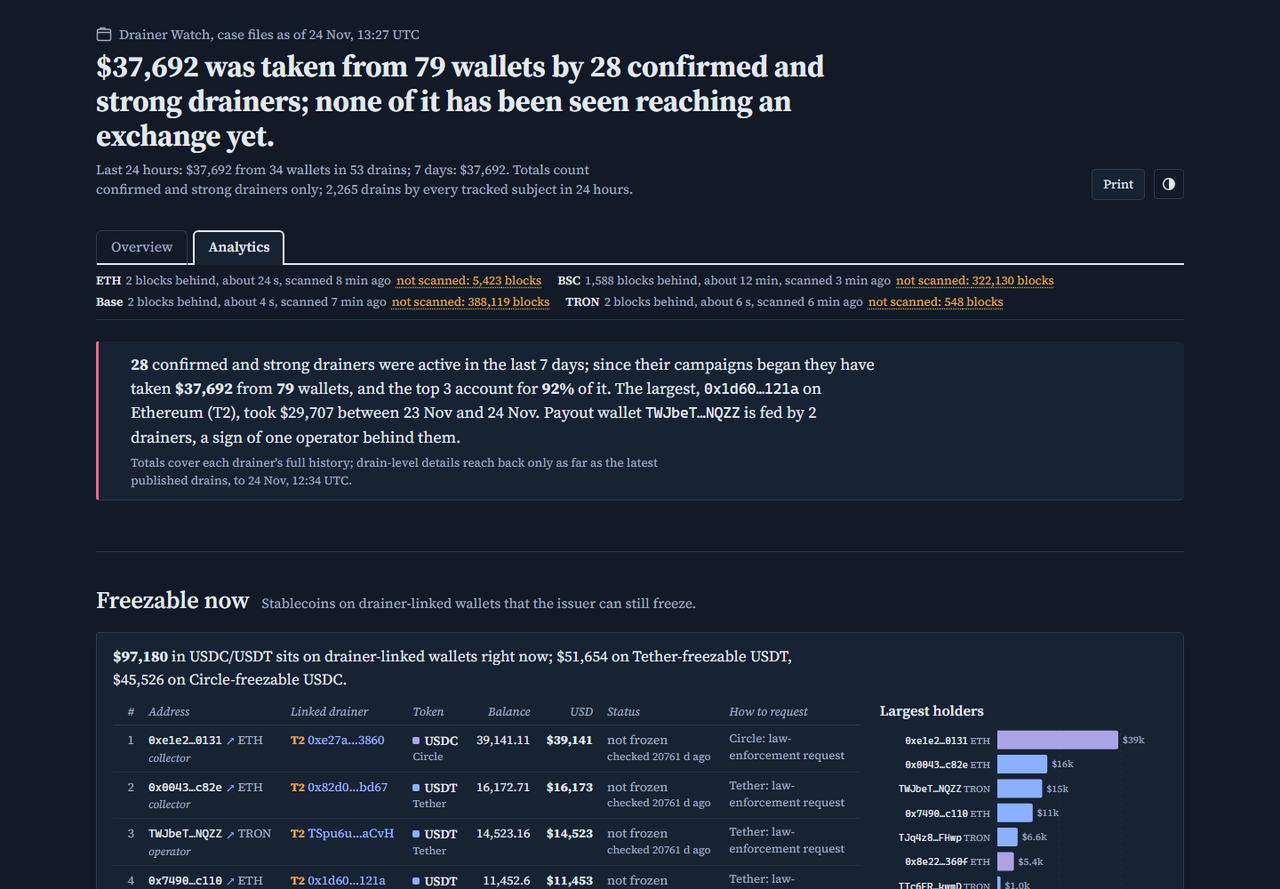 Drainer Watch, case files as of 24 Nov, 13:27 UTC
$37,692 was taken from 79 wallets by 28 confirmed and
strong drainers; none of it has been seen reaching an
exchange yet.
Last 24 hours: $37,692 from 34 wallets in 53 drains; 7 days: $37,692. Totals count
confirmed and strong drainers only; 2,265 drains by every tracked subject in 24 hours.
Print
Overview Analytics
ETH 2 blocks behind, about 24 s, scanned 8 min ago not scanned: 5,423 blocks BSC 1,588 blocks behind, about 12 min, scanned 3 min ago not scanned: 322,130 blocks
Base 2 blocks behind, about 4 s, scanned 7 min ago not scanned: 388,119 blocks TRON 2 blocks behind, about 6 s, scanned 6 min ago not scanned: 548 blocks
28 confirmed and strong drainers were active in the last 7 days; since their campaigns began they have
taken $37,692 from 79 wallets, and the top 3 account for 92% of it. The largest, 0x1d60…121a on
Ethereum (T2), took $29,707 between 23 Nov and 24 Nov. Payout wallet TWJbeT…NQZZ is fed by 2
drainers, a sign of one operator behind them.
Totals cover each drainer's full history; drain-level details reach back only as far as the latest
published drains, to 24 Nov, 12:34 UTC.
Freezable now Stablecoins on drainer-linked wallets that the issuer can still freeze.
$97,180 in USDC/USDT sits on drainer-linked wallets right now; $51,654 on Tether-freezable USDT,
$45,526 on Circle-freezable USDC.
# Address Linked drainer Token Balance USD Status How to request
1 0xe1e2…0131 ↗ ETH T2 0xe27a…3860 USDC 39,141.11 $39,141 not frozen Circle: law-
collector Circle checked 20761 d ago enforcement request
2 0x0043…c82e ↗ ETH T2 0x82d0…bd67 USDT 16,172.71 $16,173 not frozen Tether: law-
collector Tether checked 20761 d ago enforcement request
3 TWJbeT…NQZZ ↗ TRON T2 TSpu6u…aCvH USDT 14,523.16 $14,523 not frozen Tether: law-
operator Tether checked 20761 d ago enforcement request
4 0x7490…c110 ↗ ETH T2 0x1d60…121a USDT 11,452.6 $11,453 not frozen Tether: law-
Largest holders
0xe1e2…0131 ETH $39k
0x0043…c82e ETH $16k
TWJbeT…NQZZ TRON $15k
0x7490…c110 ETH $11k
TJq4z8…FHwp TRON $6.6k
0x8e22…360f ETH $5.4k
TRON $1.0k